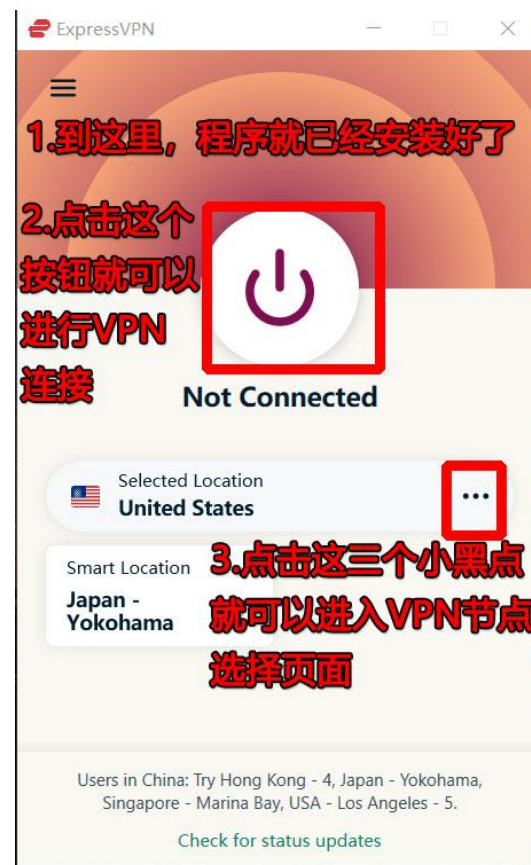 ExpressVPN
1.到这里，程序就已经安装好了
2.点击这个
按钮就可以
进行VPN
连接
Not Connected
Selected Location
United States
Smart Location
Japan -
Yokohama
3.点击这三个小黑点
就可以进入VPN节点
选择页面
Users in China: Try Hong Kong - 4, Japan - Yokohama,
Singapore - Marina Bay, USA - Los Angeles - 5.
Check for status updates